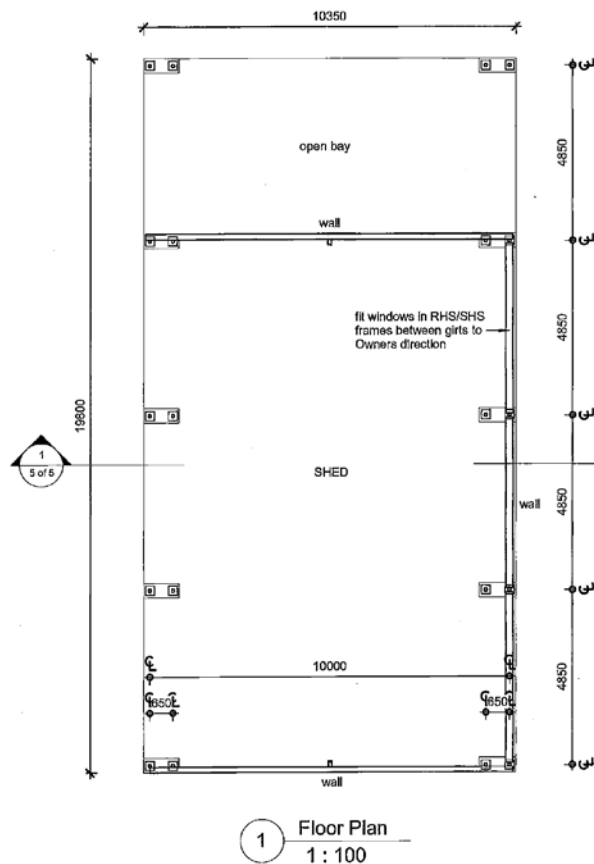 10350
open bay
4850
wall
fit windows in RHS/SHS
frames between girts to
Owners direction
4850
19800
1
5 of 5
SHED
4850
wall
10000
4850
650
650
wall
1
Floor Plan
1 : 100